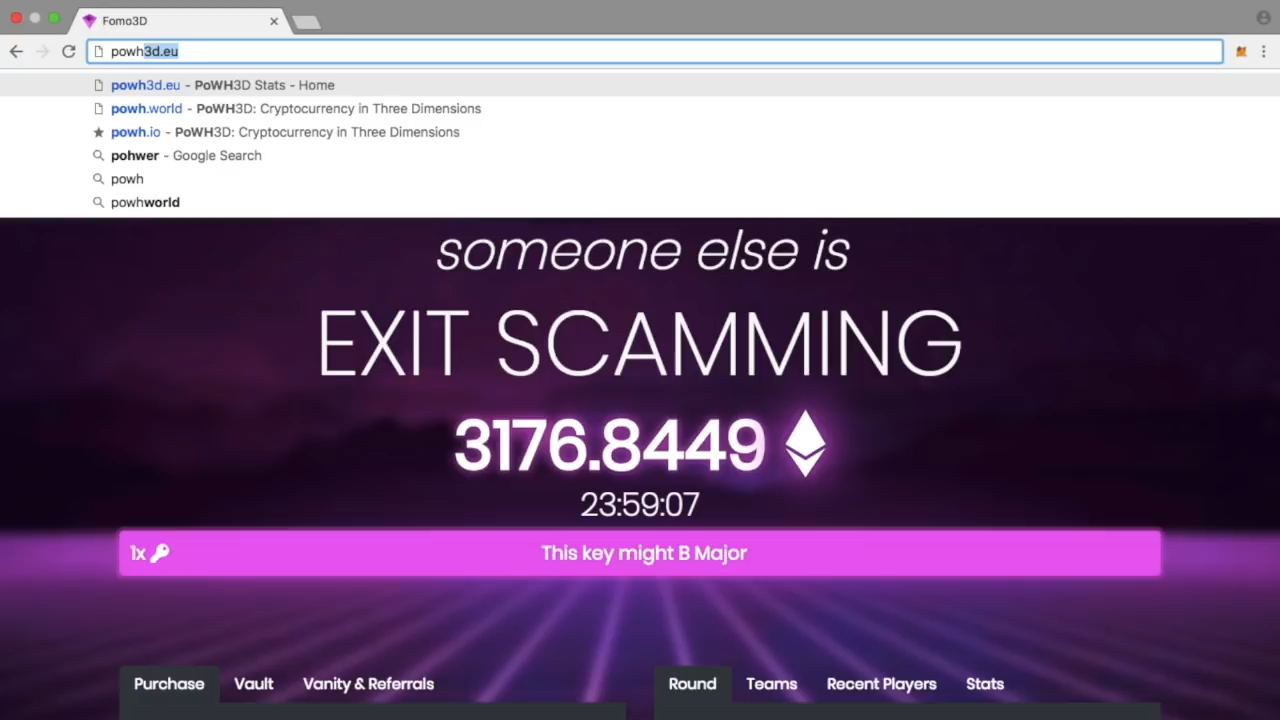 Fomo3D
powh3d.eu
powh3d.eu - PoWH3D Stats - Home
powh.world - PoWH3D: Cryptocurrency in Three Dimensions
powh.io - PoWH3D: Cryptocurrency in Three Dimensions
pohwer - Google Search
powh
powhworld
someone else is
EXIT SCAMMING
3176.8449
23:59:07
1x This key might B Major
Purchase Vault Vanity & Referrals Round Teams Recent Players Stats